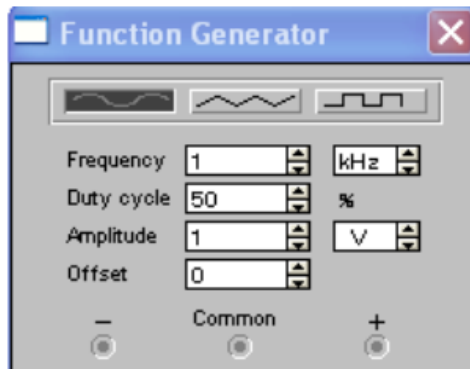 Function Generator
Frequency 1 kHz
Duty cycle 50 %
Amplitude 1 V
Offset 0
− Common +